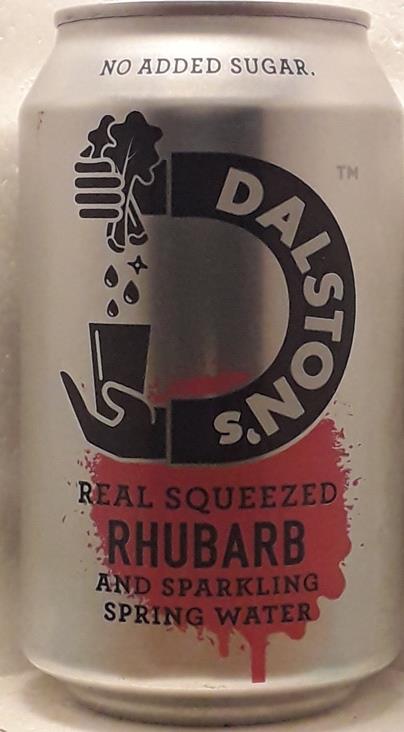 NO ADDED SUGAR.
TM
DALSTON's
REAL SQUEEZED
RHUBARB
AND SPARKLING
SPRING WATER